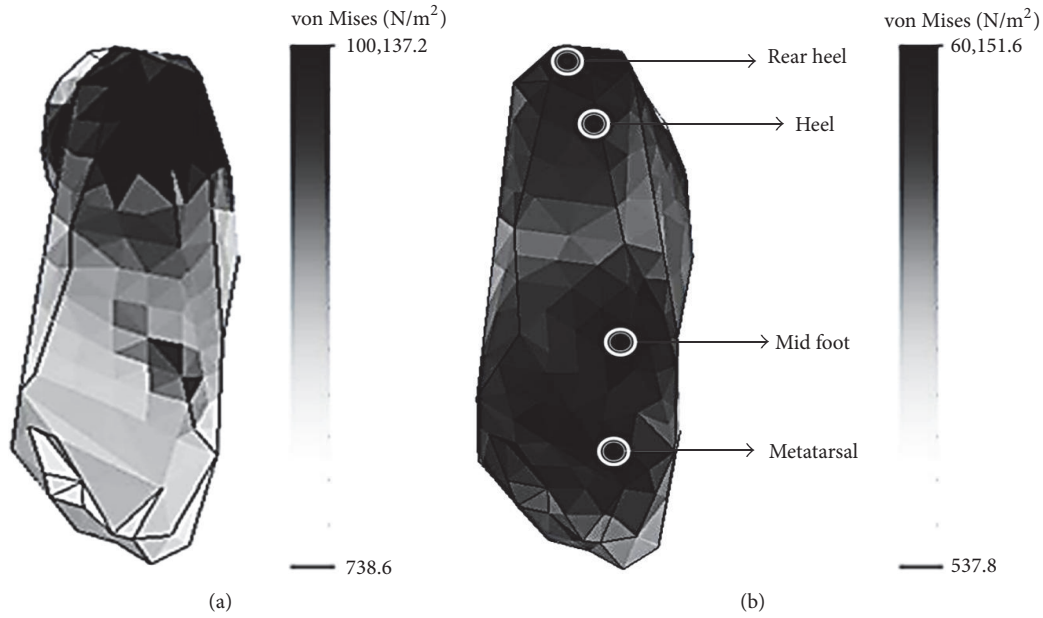 von Mises (N/m²)
100,137.2
738.6
(a)
von Mises (N/m²)
60,151.6
Rear heel
Heel
Mid foot
Metatarsal
537.8
(b)